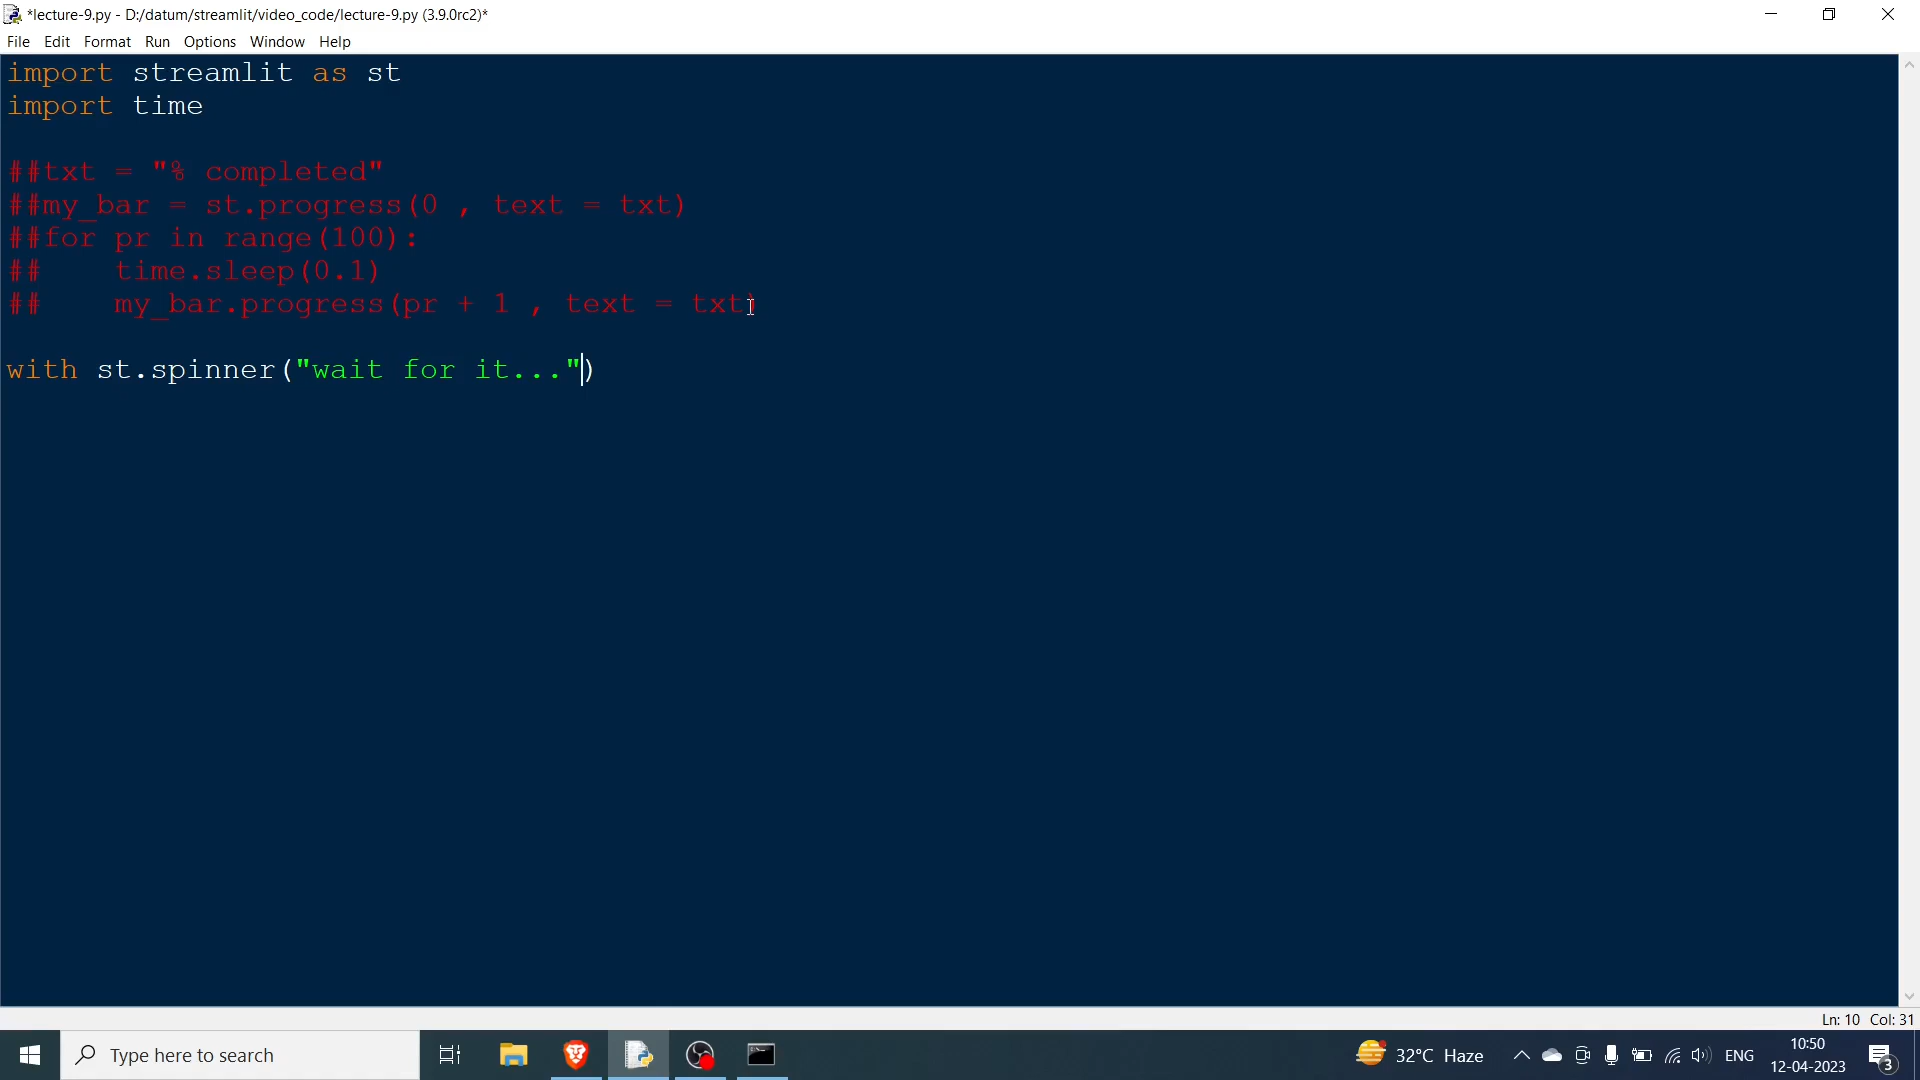 *lecture-9.py - D:/datum/streamlit/video_code/lecture-9.py (3.9.0rc2)*
File Edit Format Run Options Window Help
import streamlit as st
import time
##txt = "% completed"
##my_bar = st.progress(0 , text = txt)
##for pr in range(100):
##    time.sleep(0.1)
##    my_bar.progress(pr + 1 , text = txt)
with st.spinner("wait for it...")
Ln: 10 Col: 31
Type here to search
32°C Haze
ENG
10:50
12-04-2023
3